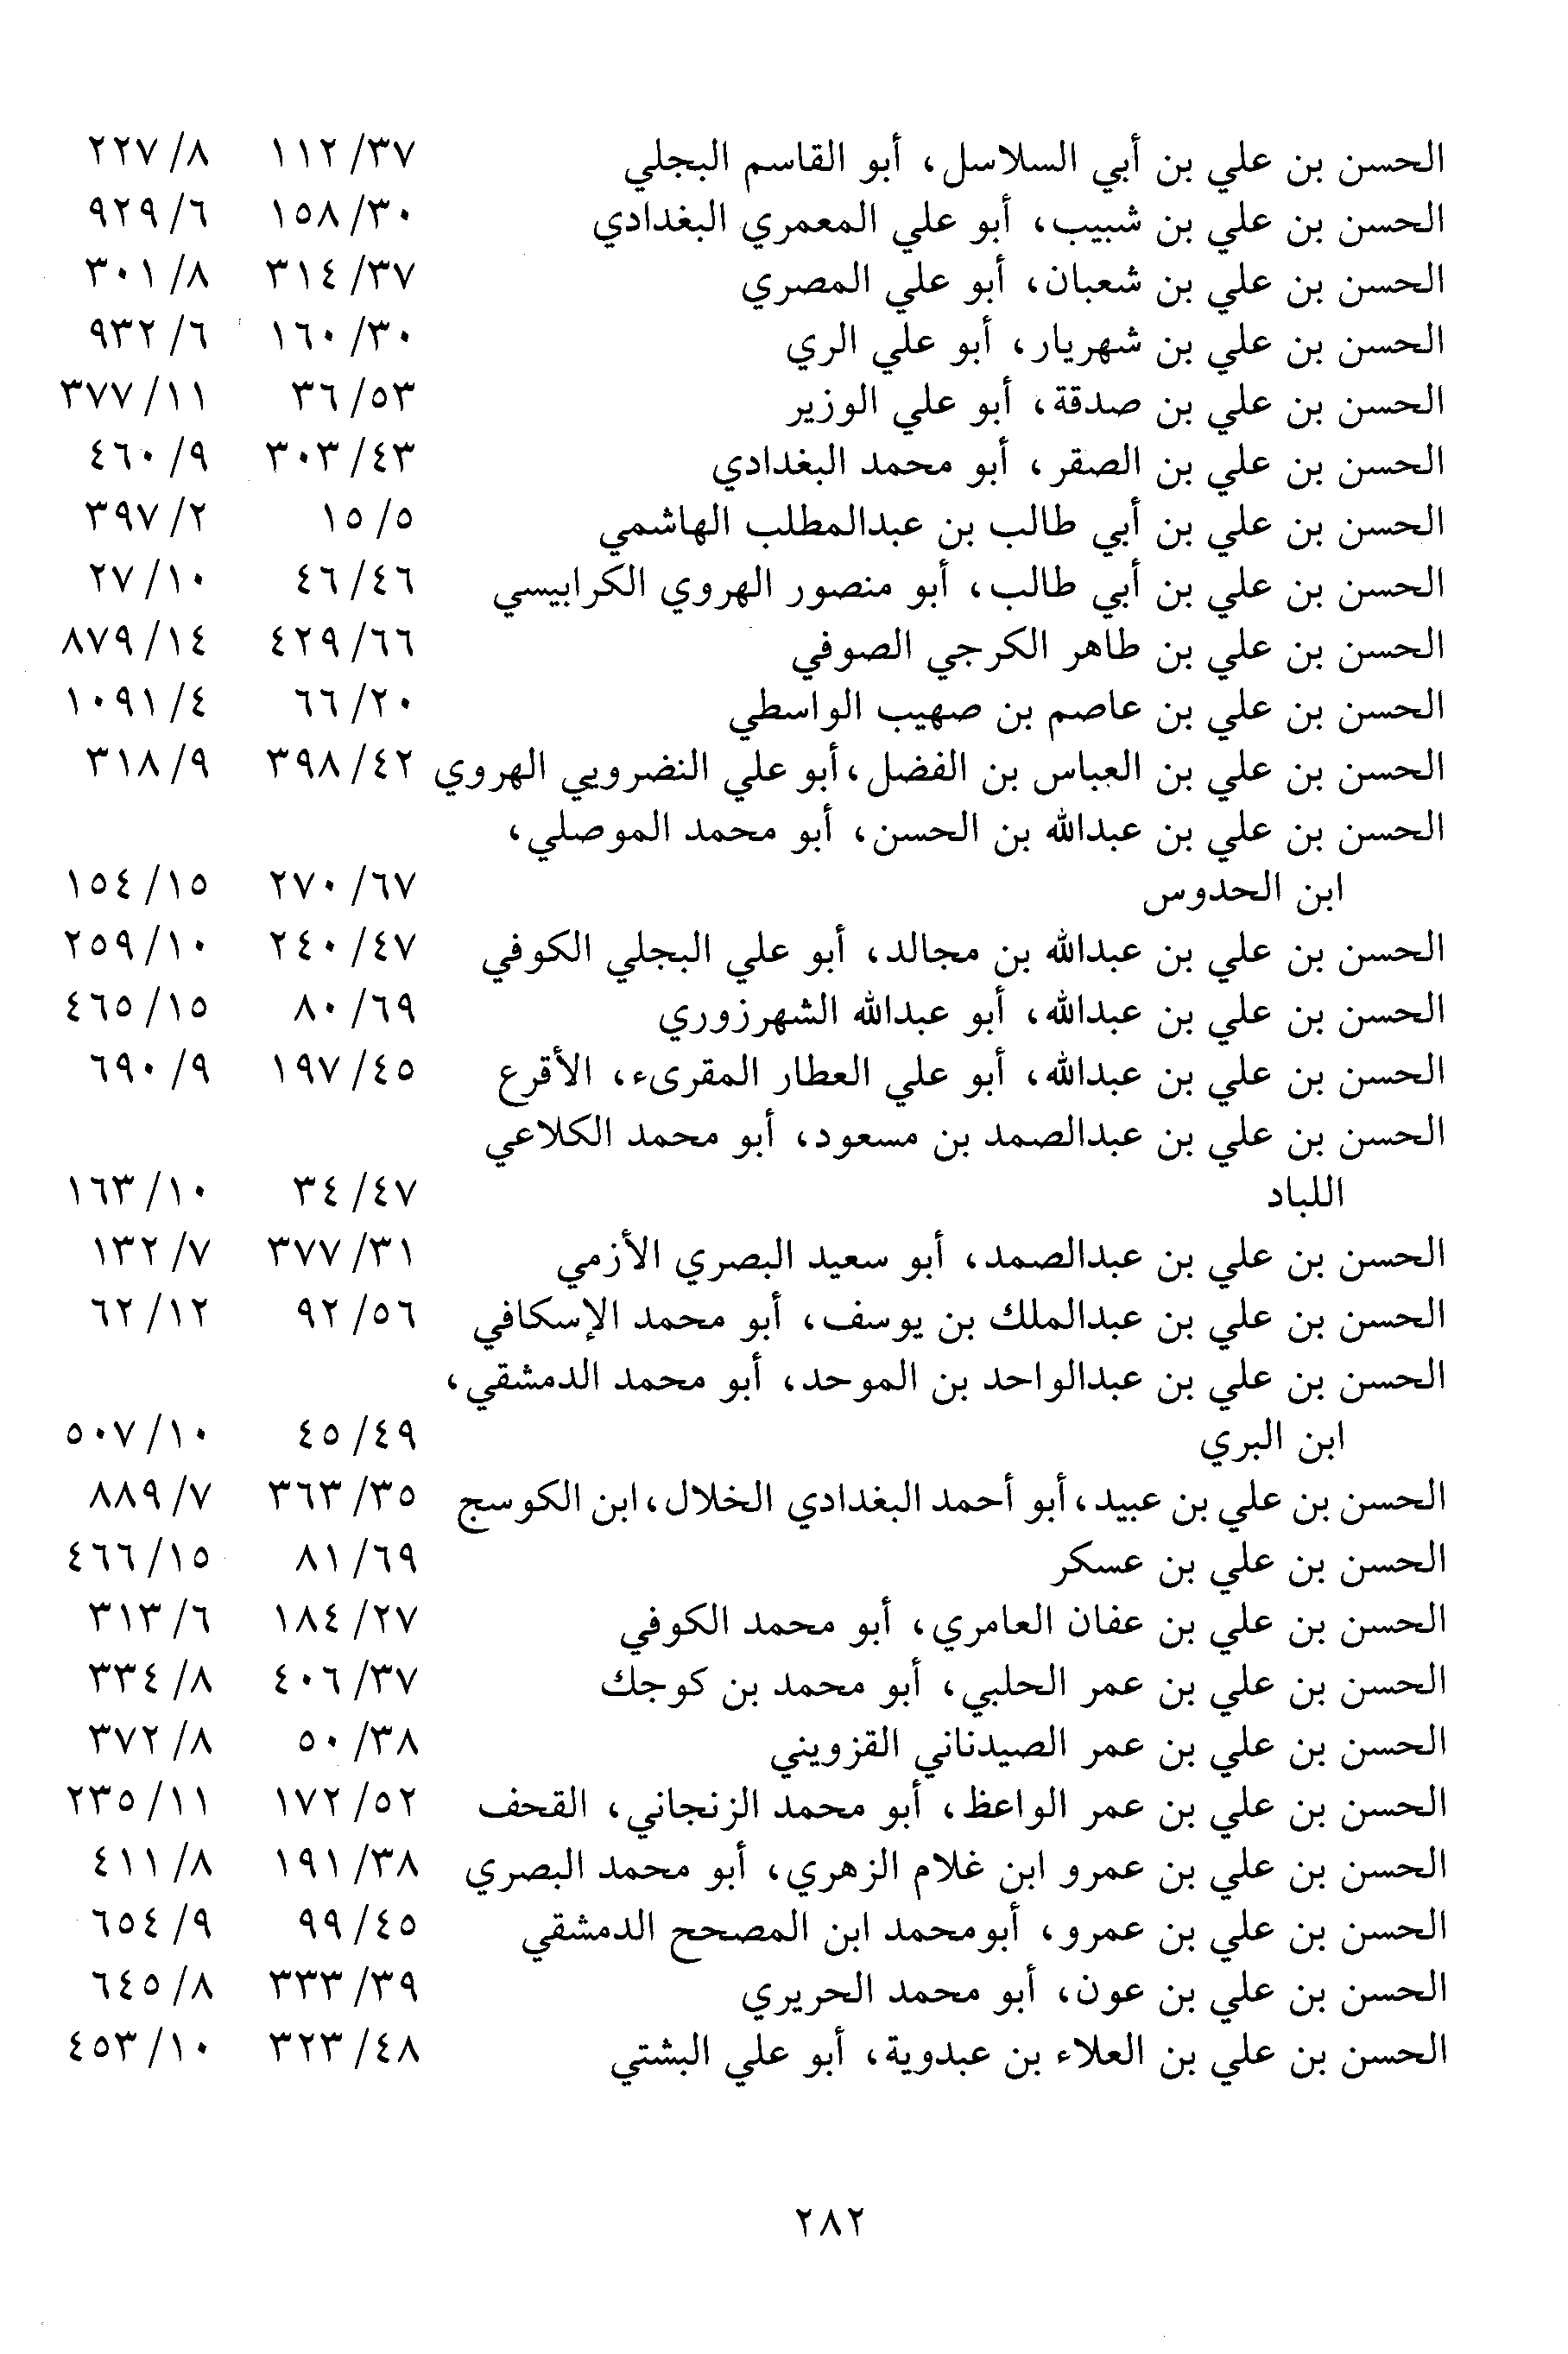 الحسن بن علي بن أبي السلاسل، أبو القاسم البجلي ٣٧/ ١١٢ ٨/ ٢٢٧
الحسن بن علي بن شبيب، أبو علي المعمري البغدادي ٣٠/ ١٥٨ ٦/ ٩٢٩
الحسن بن علي بن شعبان، أبو علي المصري ٣٧/ ٣١٤ ٨/ ٣٠١
الحسن بن علي بن شهريار، أبو علي الري ٣٠/ ١٦٠ ٦/ ٩٣٢
الحسن بن علي بن صدقة، أبو علي الوزير ٥٣/ ٣٦ ١١/ ٣٧٧
الحسن بن علي بن الصقر، أبو محمد البغدادي ٤٣/ ٣٠٣ ٩/ ٤٦٠
الحسن بن علي بن أبي طالب بن عبدالمطلب الهاشمي ٥/ ١٥ ٢/ ٣٩٧
الحسن بن علي بن أبي طالب، أبو منصور الهروي الكرابيسي ٤٦/ ٤٦ ١٠/ ٢٧
الحسن بن علي بن طاهر الكرجي الصوفي ٦٦/ ٤٢٩ ١٤/ ٨٧٩
الحسن بن علي بن عاصم بن صهيب الواسطي ٢٠/ ٦٦ ٤/ ١٠٩١
الحسن بن علي بن العباس بن الفضل، أبو علي النضرويي الهروي ٤٢/ ٣٩٨ ٩/ ٣١٨
الحسن بن علي بن عبدالله بن الحسن، أبو محمد الموصلي،
ابن الحدوس ٦٧/ ٢٧٠ ١٥/ ١٥٤
الحسن بن علي بن عبدالله بن مجالد، أبو علي البجلي الكوفي ٤٧/ ٢٤٠ ١٠/ ٢٥٩
الحسن بن علي بن عبدالله، أبو عبدالله الشهرزوري ٦٩/ ٨٠ ١٥/ ٤٦٥
الحسن بن علي بن عبدالله، أبو علي العطار المقرىء، الأقرع ٤٥/ ١٩٧ ٩/ ٦٩٠
الحسن بن علي بن عبدالصمد بن مسعود، أبو محمد الكلاعي
اللباد ٤٧/ ٣٤ ١٠/ ١٦٣
الحسن بن علي بن عبدالصمد، أبو سعيد البصري الأزمي ٣١/ ٣٧٧ ٧/ ١٣٢
الحسن بن علي بن عبدالملك بن يوسف، أبو محمد الإسكافي ٥٦/ ٩٢ ١٢/ ٦٢
الحسن بن علي بن عبدالواحد بن الموحد، أبو محمد الدمشقي،
ابن البري ٤٩/ ٤٥ ١٠/ ٥٠٧
الحسن بن علي بن عبيد، أبو أحمد البغدادي الخلال، ابن الكوسج ٣٥/ ٣٦٣ ٧/ ٨٨٩
الحسن بن علي بن عسكر ٦٩/ ٨١ ١٥/ ٤٦٦
الحسن بن علي بن عفان العامري، أبو محمد الكوفي ٢٧/ ١٨٤ ٦/ ٣١٣
الحسن بن علي بن عمر الحلبي، أبو محمد بن كوجك ٣٧/ ٤٠٦ ٨/ ٣٣٤
الحسن بن علي بن عمر الصيدناني القزويني ٣٨/ ٥٠ ٨/ ٣٧٢
الحسن بن علي بن عمر الواعظ، أبو محمد الزنجاني، القحف ٥٢/ ١٧٢ ١١/ ٢٣٥
الحسن بن علي بن عمرو ابن غلام الزهري، أبو محمد البصري ٣٨/ ١٩١ ٨/ ٤١١
الحسن بن علي بن عمرو، أبومحمد ابن المصحح الدمشقي ٤٥/ ٩٩ ٩/ ٦٥٤
الحسن بن علي بن عون، أبو محمد الحريري ٣٩/ ٣٣٣ ٨/ ٦٤٥
الحسن بن علي بن العلاء بن عبدوية، أبو علي البشتي ٤٨/ ٣٢٣ ١٠/ ٤٥٣
٢٨٢